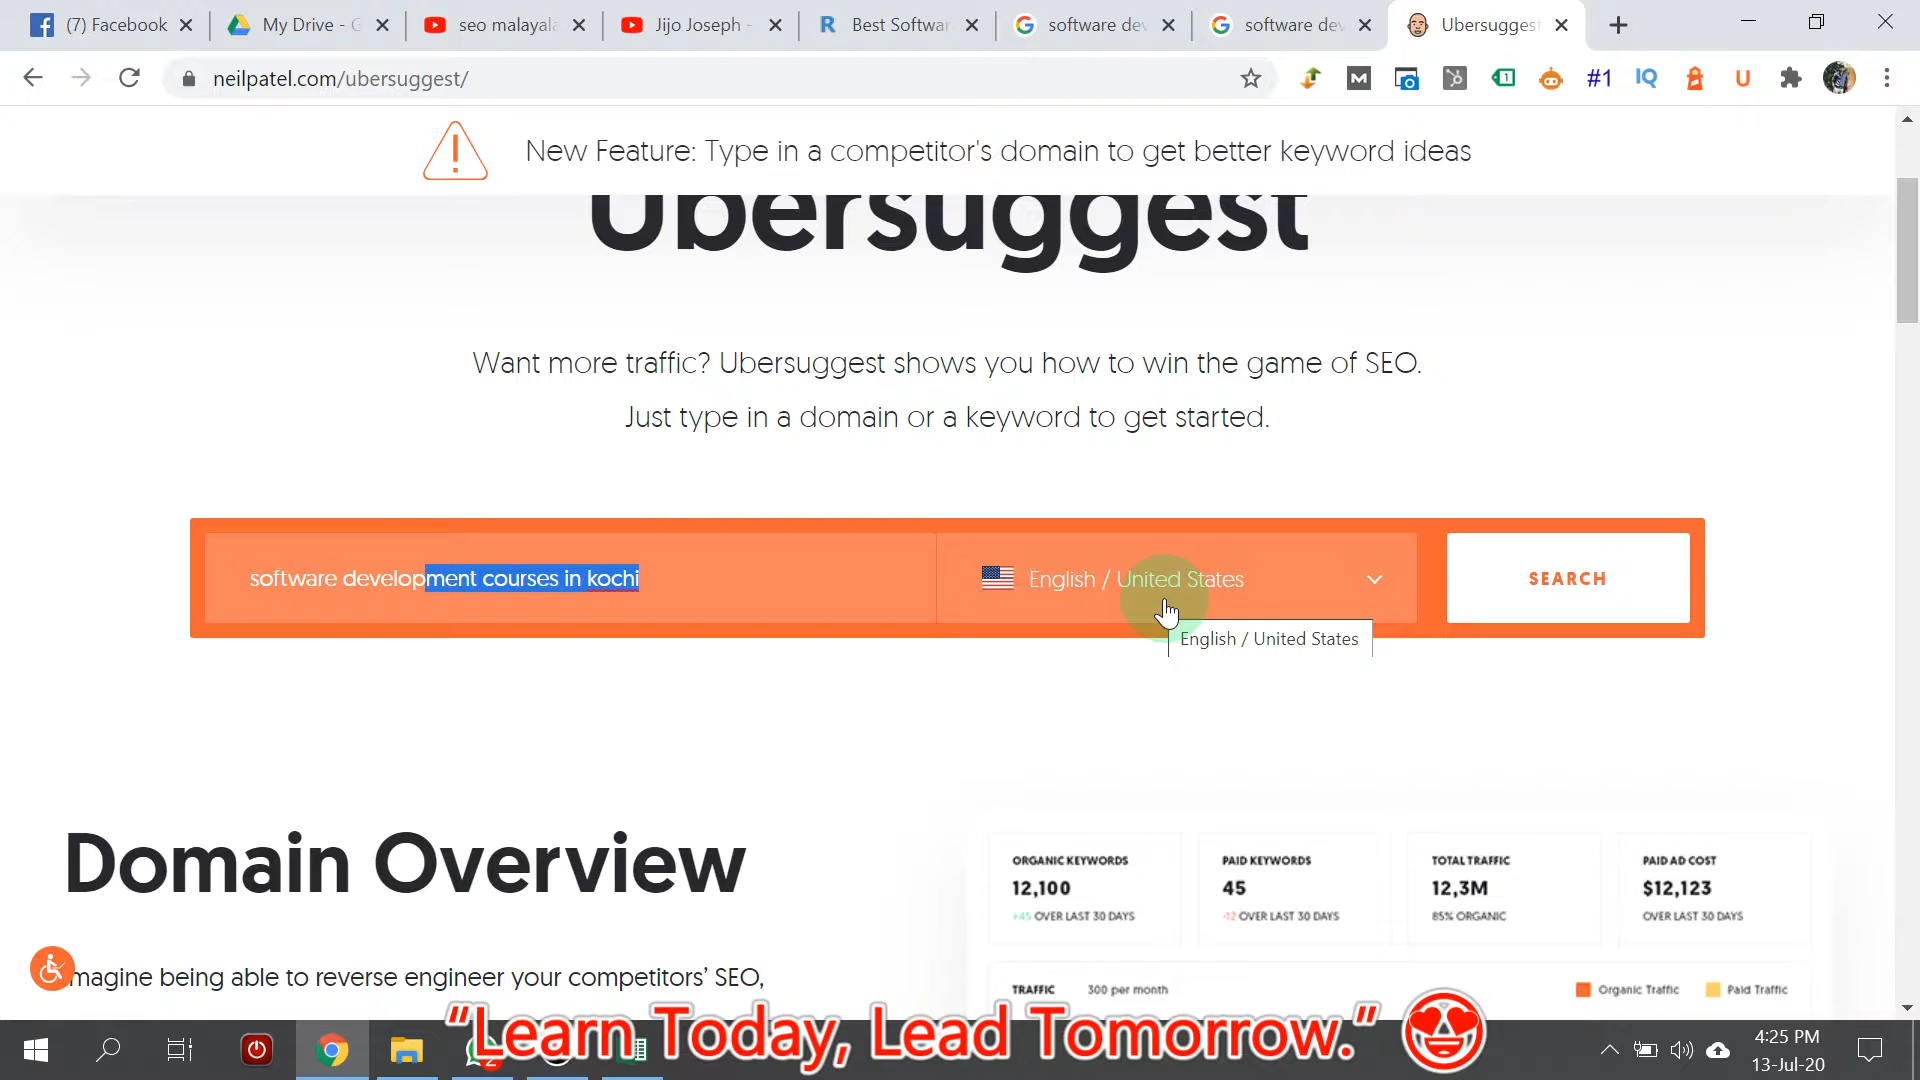 (7) Facebook
My Drive - G
seo malayala
Jijo Joseph -
Best Softwar
software dev
software dev
Ubersuggest
neilpatel.com/ubersuggest/
#1
IQ
U
New Feature: Type in a competitor's domain to get better keyword ideas
Ubersuggest
Want more traffic? Ubersuggest shows you how to win the game of SEO.
Just type in a domain or a keyword to get started.
software development courses in kochi
English / United States
SEARCH
English / United States
Domain Overview
ORGANIC KEYWORDS
12,100
+45 OVER LAST 30 DAYS
PAID KEYWORDS
45
-12 OVER LAST 30 DAYS
TOTAL TRAFFIC
12,3M
85% ORGANIC
PAID AD COST
$12,123
OVER LAST 30 DAYS
magine being able to reverse engineer your competitors’ SEO,
TRAFFIC
300 per month
Organic Traffic
Paid Traffic
“Learn Today, Lead Tomorrow.”
2
4:25 PM
13-Jul-20